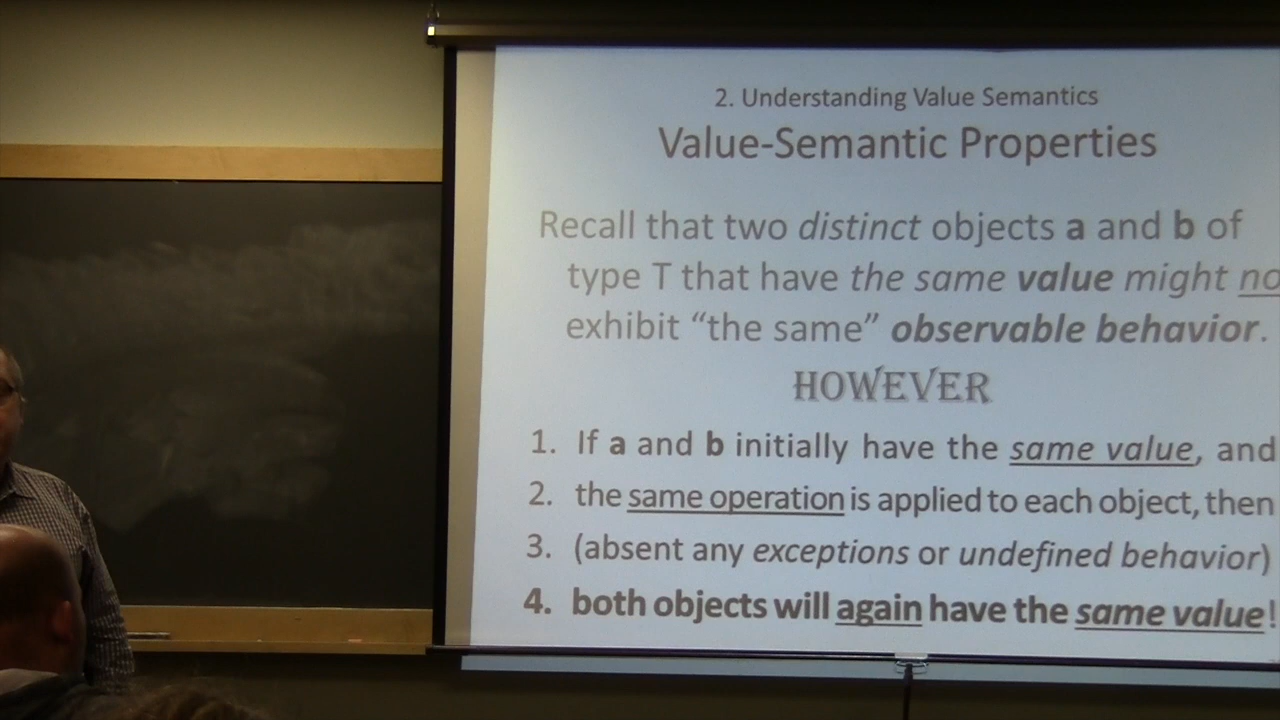 2. Understanding Value Semantics
Value-Semantic Properties
Recall that two distinct objects a and b of
type T that have the same value might no
exhibit “the same” observable behavior.
HOWEVER
1. If a and b initially have the same value, and
2. the same operation is applied to each object, then
3. (absent any exceptions or undefined behavior)
4. both objects will again have the same value!